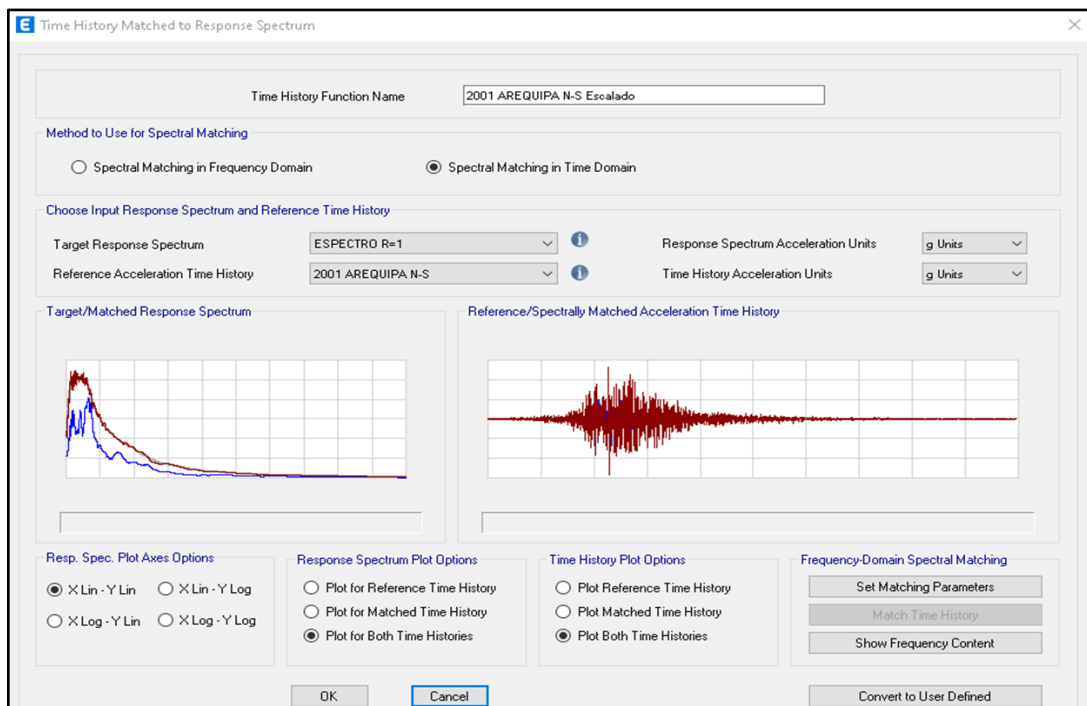 E Time History Matched to Response Spectrum
Time History Function Name 2001 AREQUIPA N-S Escalado
Method to Use for Spectral Matching
Spectral Matching in Frequency Domain Spectral Matching in Time Domain
Choose Input Response Spectrum and Reference Time History
Target Response Spectrum ESPECTRO R=1 i Response Spectrum Acceleration Units g Units
Reference Acceleration Time History 2001 AREQUIPA N-S i Time History Acceleration Units g Units
Target/Matched Response Spectrum
Reference/Spectrally Matched Acceleration Time History
Resp. Spec. Plot Axes Options
X Lin - Y Lin X Lin - Y Log
X Log - Y Lin X Log - Y Log
Response Spectrum Plot Options
Plot for Reference Time History
Plot for Matched Time History
Plot for Both Time Histories
Time History Plot Options
Plot Reference Time History
Plot Matched Time History
Plot Both Time Histories
Frequency-Domain Spectral Matching
Set Matching Parameters
Match Time History
Show Frequency Content
OK Cancel Convert to User Defined